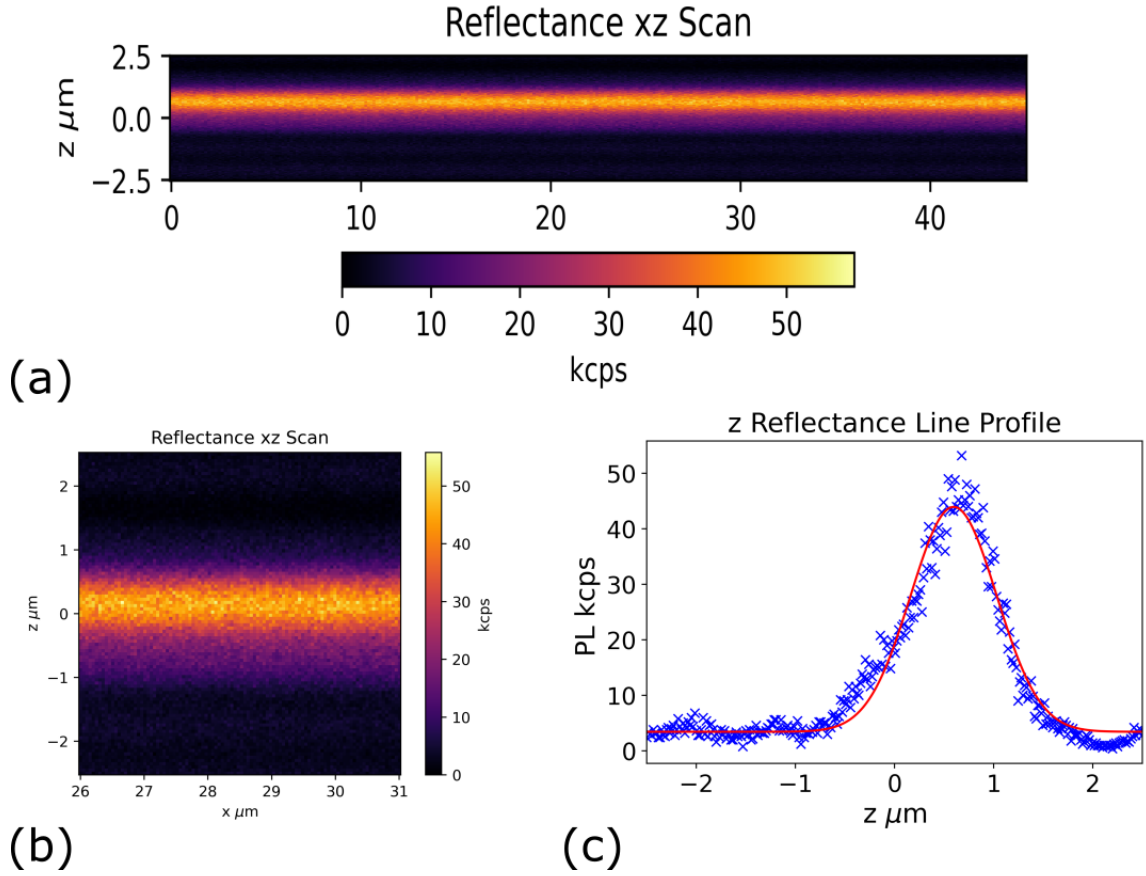 Reflectance xz Scan
2.5
0.0
−2.5
z μm
0 10 20 30 40
0 10 20 30 40 50
kcps
(a)
Reflectance xz Scan
2
1
0
−1
−2
z μm
26 27 28 29 30 31
x μm
50
40
30
20
10
0
kcps
(b)
z Reflectance Line Profile
50
40
30
20
10
0
PL kcps
−2 −1 0 1 2
z μm
(c)